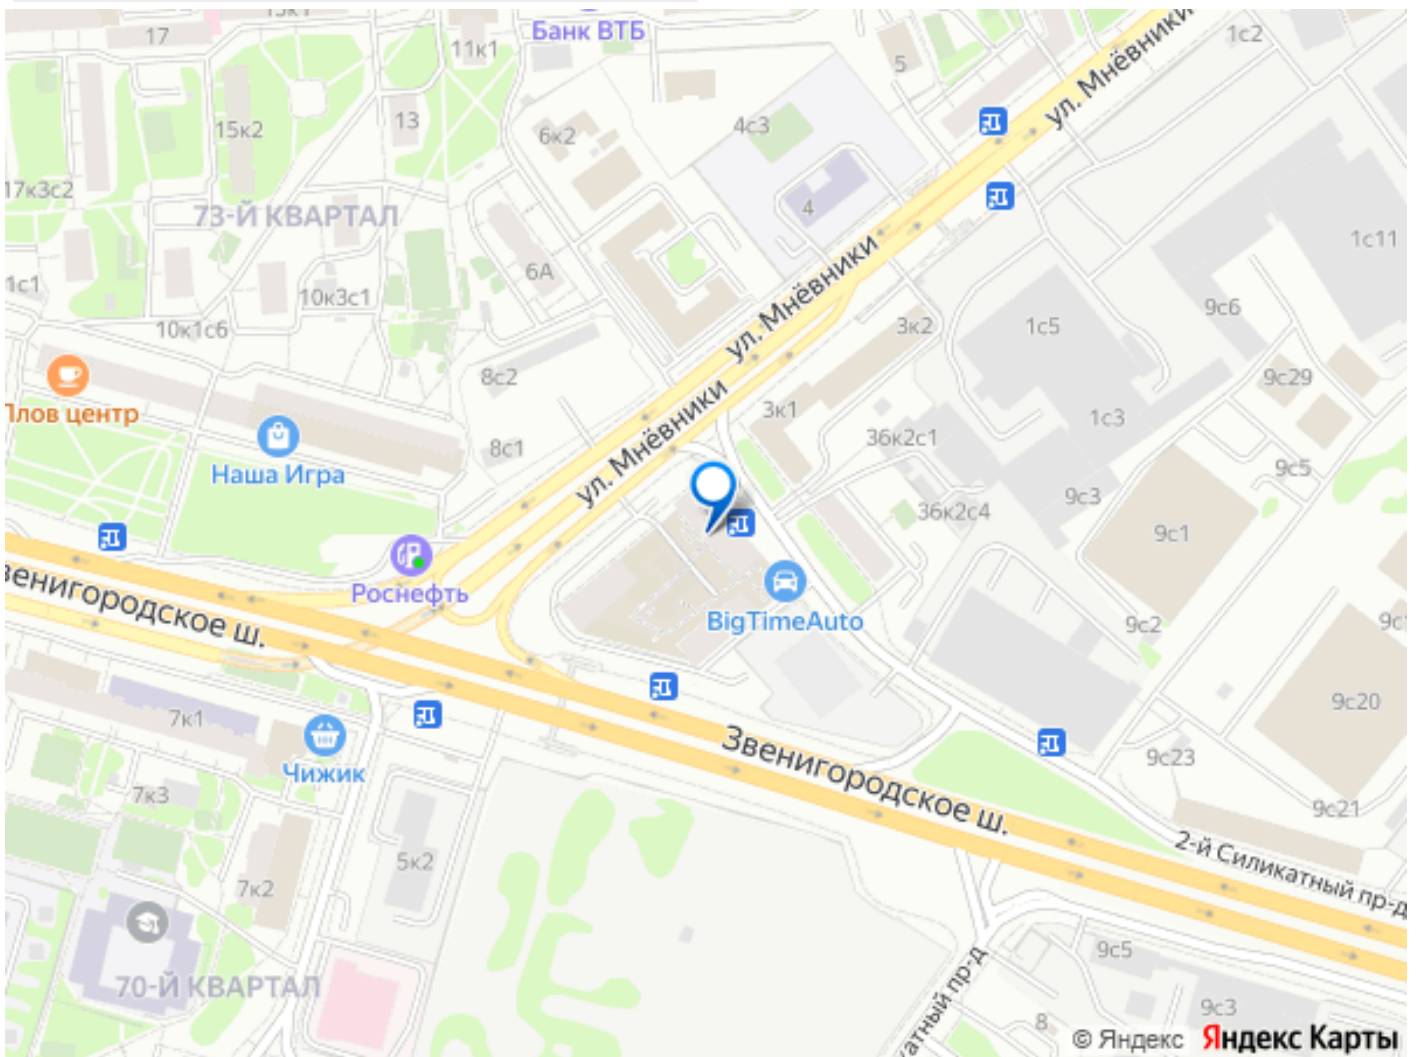 15к1
17
Банк ВТБ
11к1
5
1с2
ул. Мнёвники
15к2
13
6к2
4с3
17к3с2
73-Й КВАРТАЛ
4
1с11
6А
ул. Мнёвники
1с1
10к3с1
10к1с6
9с6
3к2
1с5
8с2
9с29
Плов центр
ул. Мнёвники
3к1
1с3
36к2с1
8с1
Наша Игра
9с5
9с3
36к2с4
9с1
Роснефть
BigTimeAuto
Звенигородское ш.
9с2
7к1
9с20
Чижик
Звенигородское ш.
9с23
7к3
9с21
5к2
2-й Силикатный пр-д
7к2
70-Й КВАРТАЛ
9с5
атный пр-д
9с3
8
© Яндекс Яндекс Карты